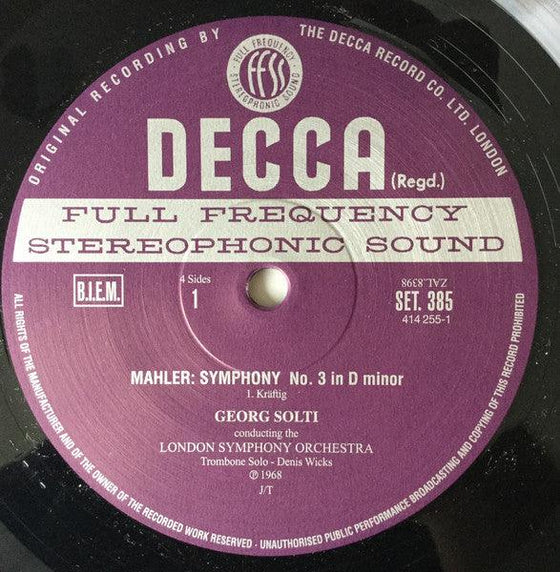 ORIGINAL RECORDING BY THE DECCA RECORD CO. LTD. LONDON
FULL FREQUENCY
ffss
STEREOPHONIC SOUND
DECCA (Regd.)
FULL FREQUENCY
STEREOPHONIC SOUND
B.I.E.M.
4 Sides
1
ZAL.8398
SET. 385
414 255-1
MAHLER: SYMPHONY No. 3 in D minor
1. Kräftig
GEORG SOLTI
conducting the
LONDON SYMPHONY ORCHESTRA
Trombone Solo - Denis Wicks
℗ 1968
J/T
ALL RIGHTS OF THE MANUFACTURER AND OF THE OWNER OF THE RECORDED WORK RESERVED · UNAUTHORISED PUBLIC PERFORMANCE BROADCASTING AND COPYING OF THIS RECORD PROHIBITED